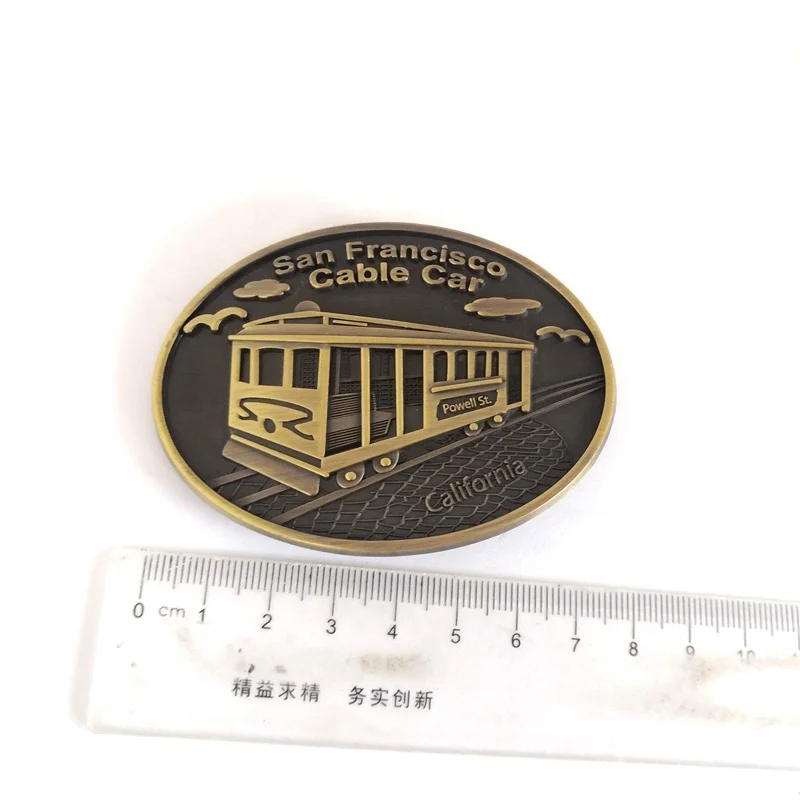 San Francisco
Cable Car
Powell St.
California
0 cm 1 2 3 4 5 6 7 8 9 10
精益求精 务实创新